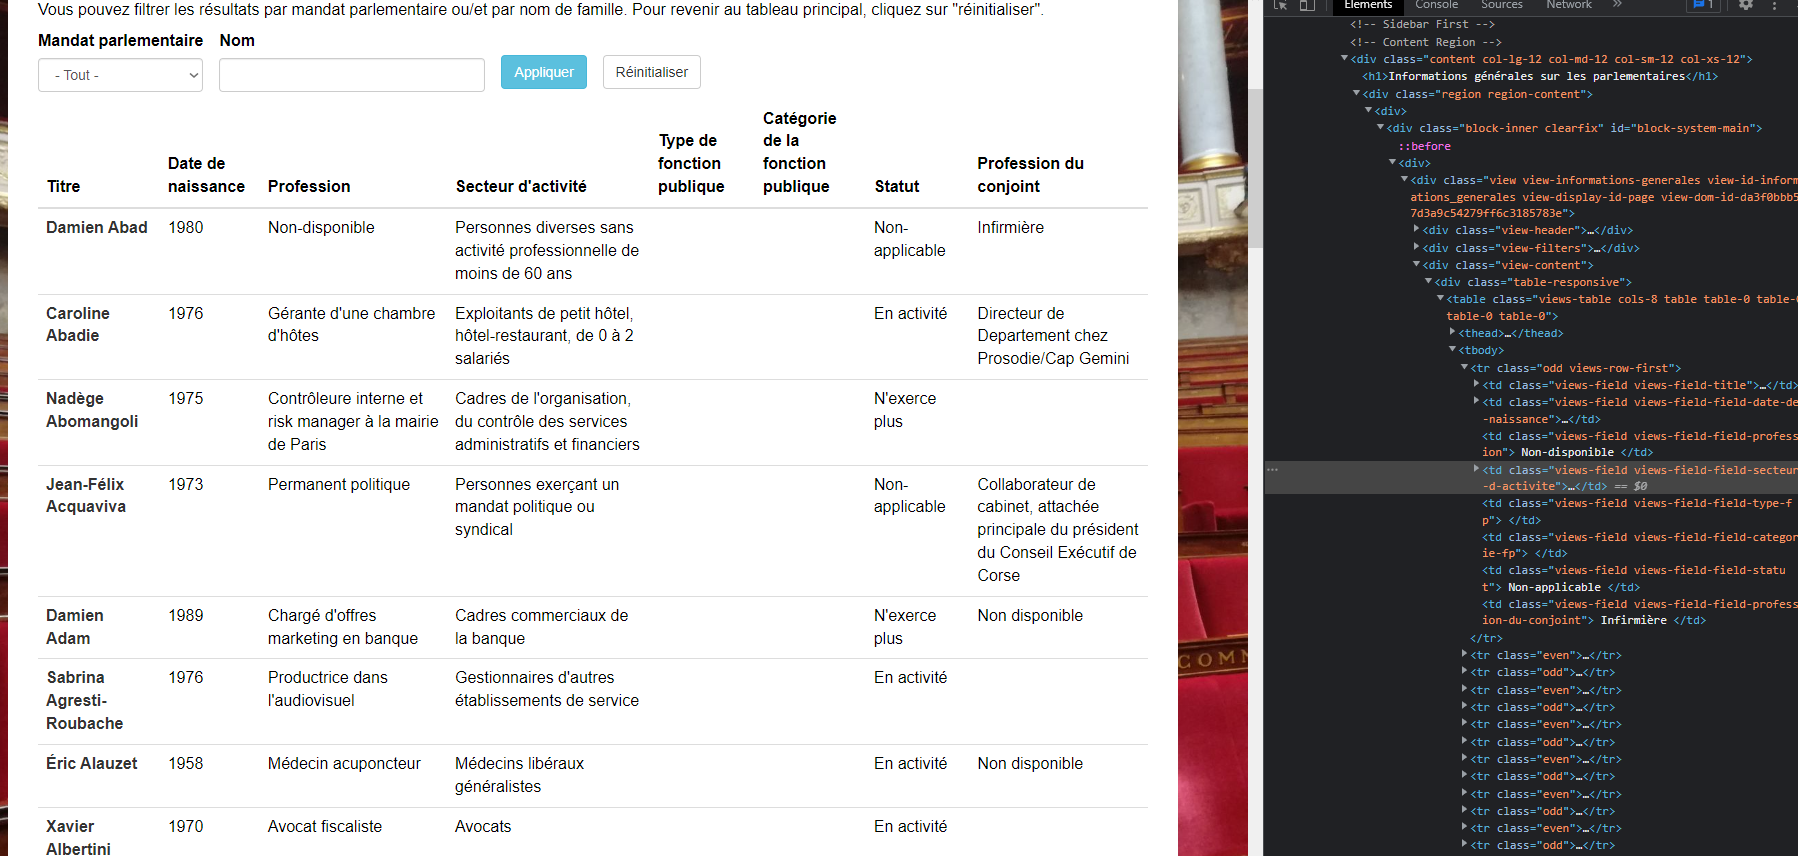 Vous pouvez filtrer les résultats par mandat parlementaire ou/et par nom de famille. Pour revenir au tableau principal, cliquez sur "réinitialiser".
Mandat parlementaire Nom
- Tout -
Appliquer
Réinitialiser
Titre
Date de
naissance
Profession
Secteur d'activité
Type de
fonction
publique
Catégorie
de la
fonction
publique
Statut
Profession du
conjoint
Damien Abad
1980
Non-disponible
Personnes diverses sans
activité professionnelle de
moins de 60 ans
Non-
applicable
Infirmière
Caroline
Abadie
1976
Gérante d'une chambre
d'hôtes
Exploitants de petit hôtel,
hôtel-restaurant, de 0 à 2
salariés
En activité
Directeur de
Departement chez
Prosodie/Cap Gemini
Nadège
Abomangoli
1975
Contrôleure interne et
risk manager à la mairie
de Paris
Cadres de l'organisation,
du contrôle des services
administratifs et financiers
N'exerce
plus
Jean-Félix
Acquaviva
1973
Permanent politique
Personnes exerçant un
mandat politique ou
syndical
Non-
applicable
Collaborateur de
cabinet, attachée
principale du président
du Conseil Exécutif de
Corse
Damien
Adam
1989
Chargé d'offres
marketing en banque
Cadres commerciaux de
la banque
N'exerce
plus
Non disponible
Sabrina
Agresti-
Roubache
1976
Productrice dans
l'audiovisuel
Gestionnaires d'autres
établissements de service
En activité
Éric Alauzet
1958
Médecin acuponcteur
Médecins libéraux
généralistes
En activité
Non disponible
Xavier
Albertini
1970
Avocat fiscaliste
Avocats
En activité
COMM
Elements Console Sources Network » 1
<!-- Sidebar First -->
<!-- Content Region -->
<div class="content col-lg-12 col-md-12 col-sm-12 col-xs-12">
<h1>Informations générales sur les parlementaires</h1>
<div class="region region-content">
<div>
<div class="block-inner clearfix" id="block-system-main">
::before
<div>
<div class="view view-informations-generales view-id-inform
ations_generales view-display-id-page view-dom-id-da3f0bbb5
7d3a9c54279ff6c3185783e">
<div class="view-header">…</div>
<div class="view-filters">…</div>
<div class="view-content">
<div class="table-responsive">
<table class="views-table cols-8 table table-0 table-
table-0 table-0">
<thead>…</thead>
<tbody>
<tr class="odd views-row-first">
<td class="views-field views-field-title">…</td>
<td class="views-field views-field-field-date-de
-naissance">…</td>
<td class="views-field views-field-field-profess
ion"> Non-disponible </td>
<td class="views-field views-field-field-secteur
-d-activite">…</td> == $0
<td class="views-field views-field-field-type-f
p"> </td>
<td class="views-field views-field-field-categor
ie-fp"> </td>
<td class="views-field views-field-field-statu
t"> Non-applicable </td>
<td class="views-field views-field-field-profess
ion-du-conjoint"> Infirmière </td>
</tr>
<tr class="even">…</tr>
<tr class="odd">…</tr>
<tr class="even">…</tr>
<tr class="odd">…</tr>
<tr class="even">…</tr>
<tr class="odd">…</tr>
<tr class="even">…</tr>
<tr class="odd">…</tr>
<tr class="even">…</tr>
<tr class="odd">…</tr>
<tr class="even">…</tr>
<tr class="odd">…</tr>